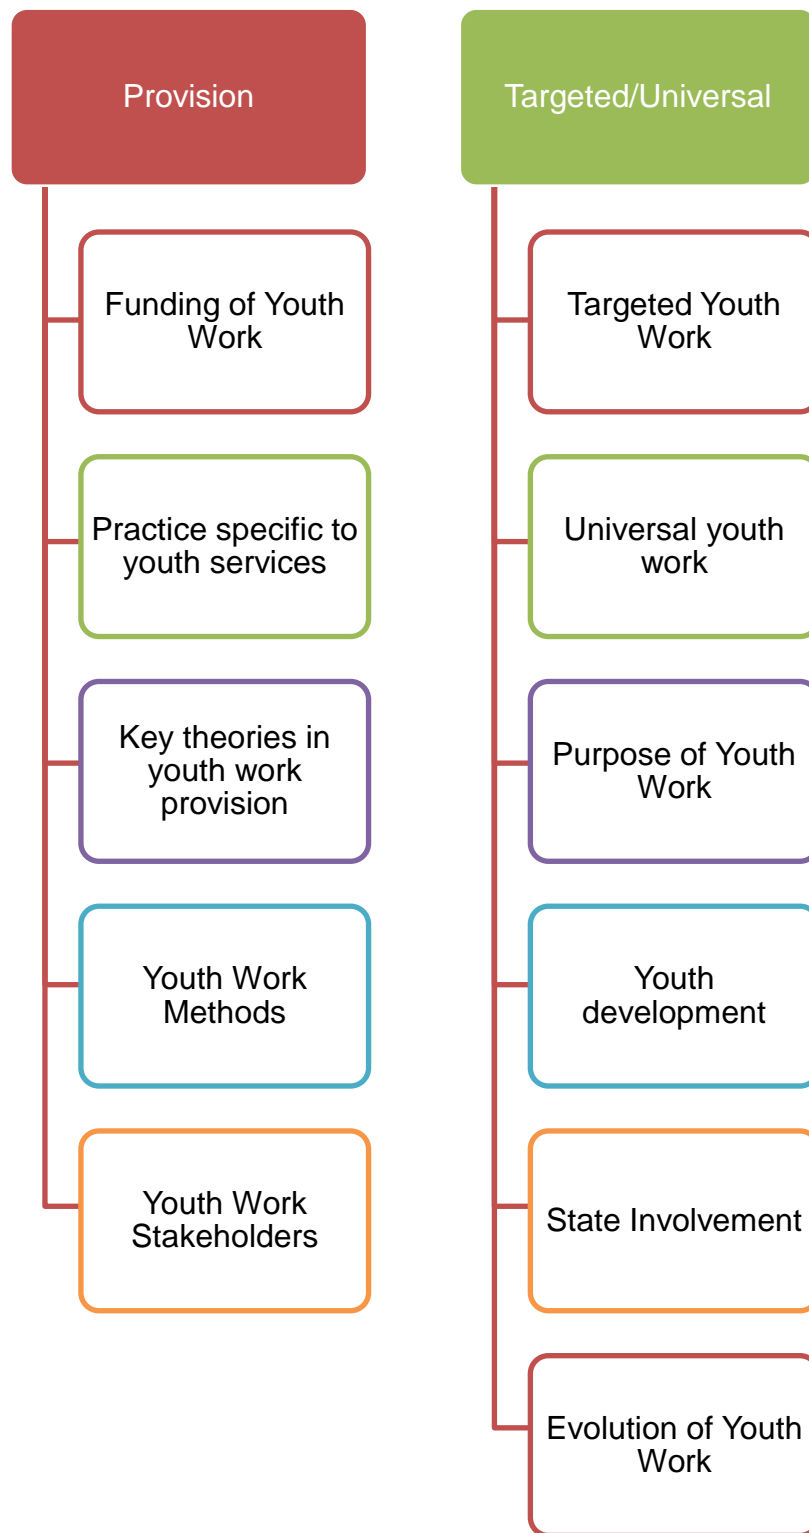 Provision
Funding of Youth
Work
Practice specific to
youth services
Key theories in
youth work
provision
Youth Work
Methods
Youth Work
Stakeholders
Targeted/Universal
Targeted Youth
Work
Universal youth
work
Purpose of Youth
Work
Youth
development
State Involvement
Evolution of Youth
Work